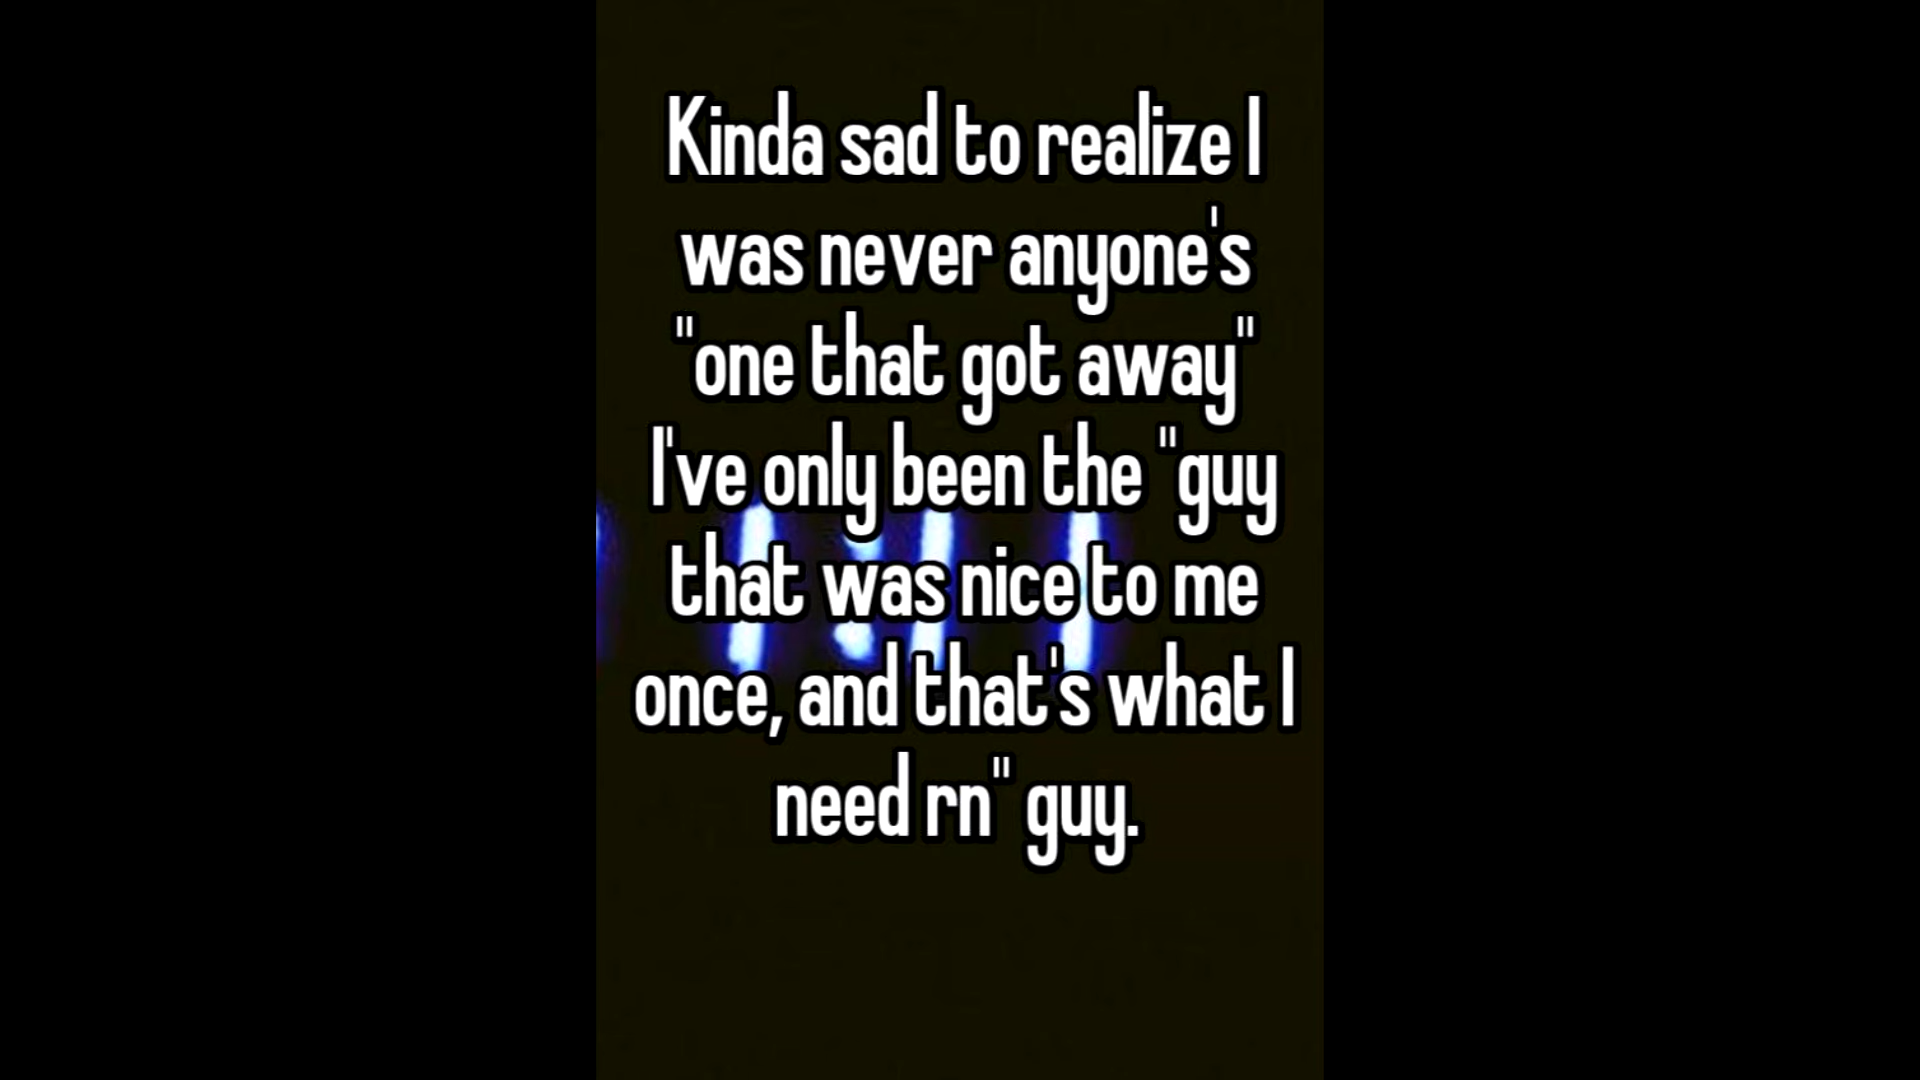 Kinda sad to realize I
was never anyone's
"one that got away"
I've only been the "guy
that was nice to me
once, and that's what I
need rn" guy.